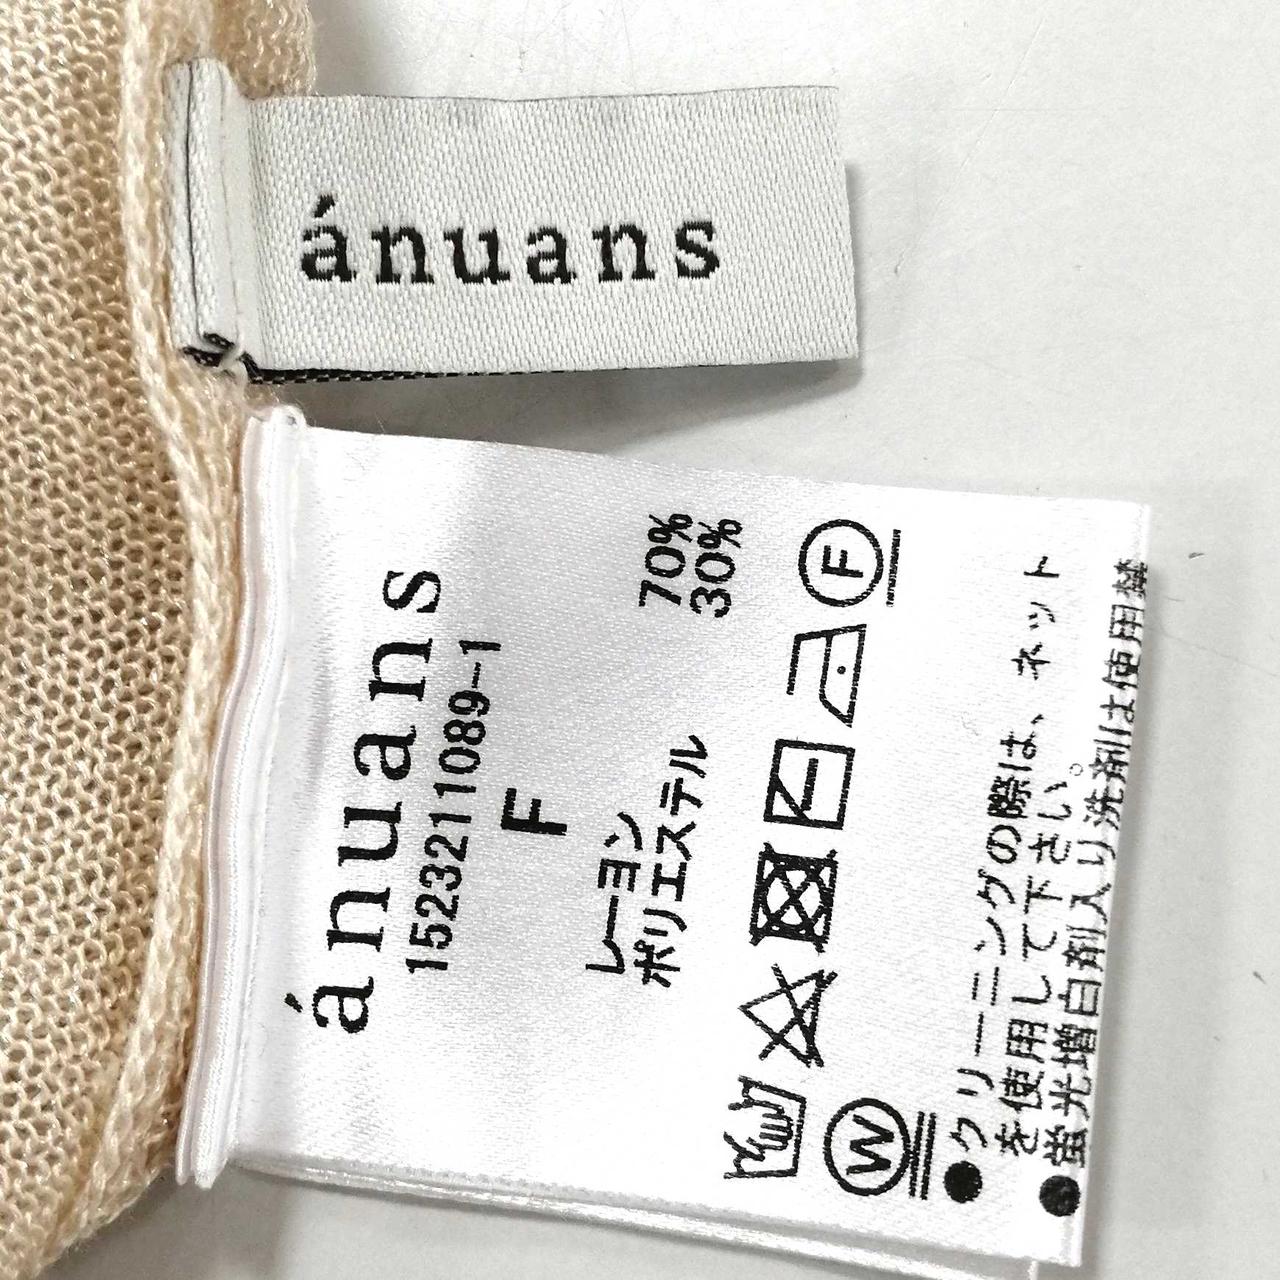 ánuans
ánuans
1523211089-1
F
レーヨン 70%
ポリエステル 30%
F
W
●クリーニングの際は、ネット
を使用して下さい。
●蛍光増白剤入り洗剤は使用